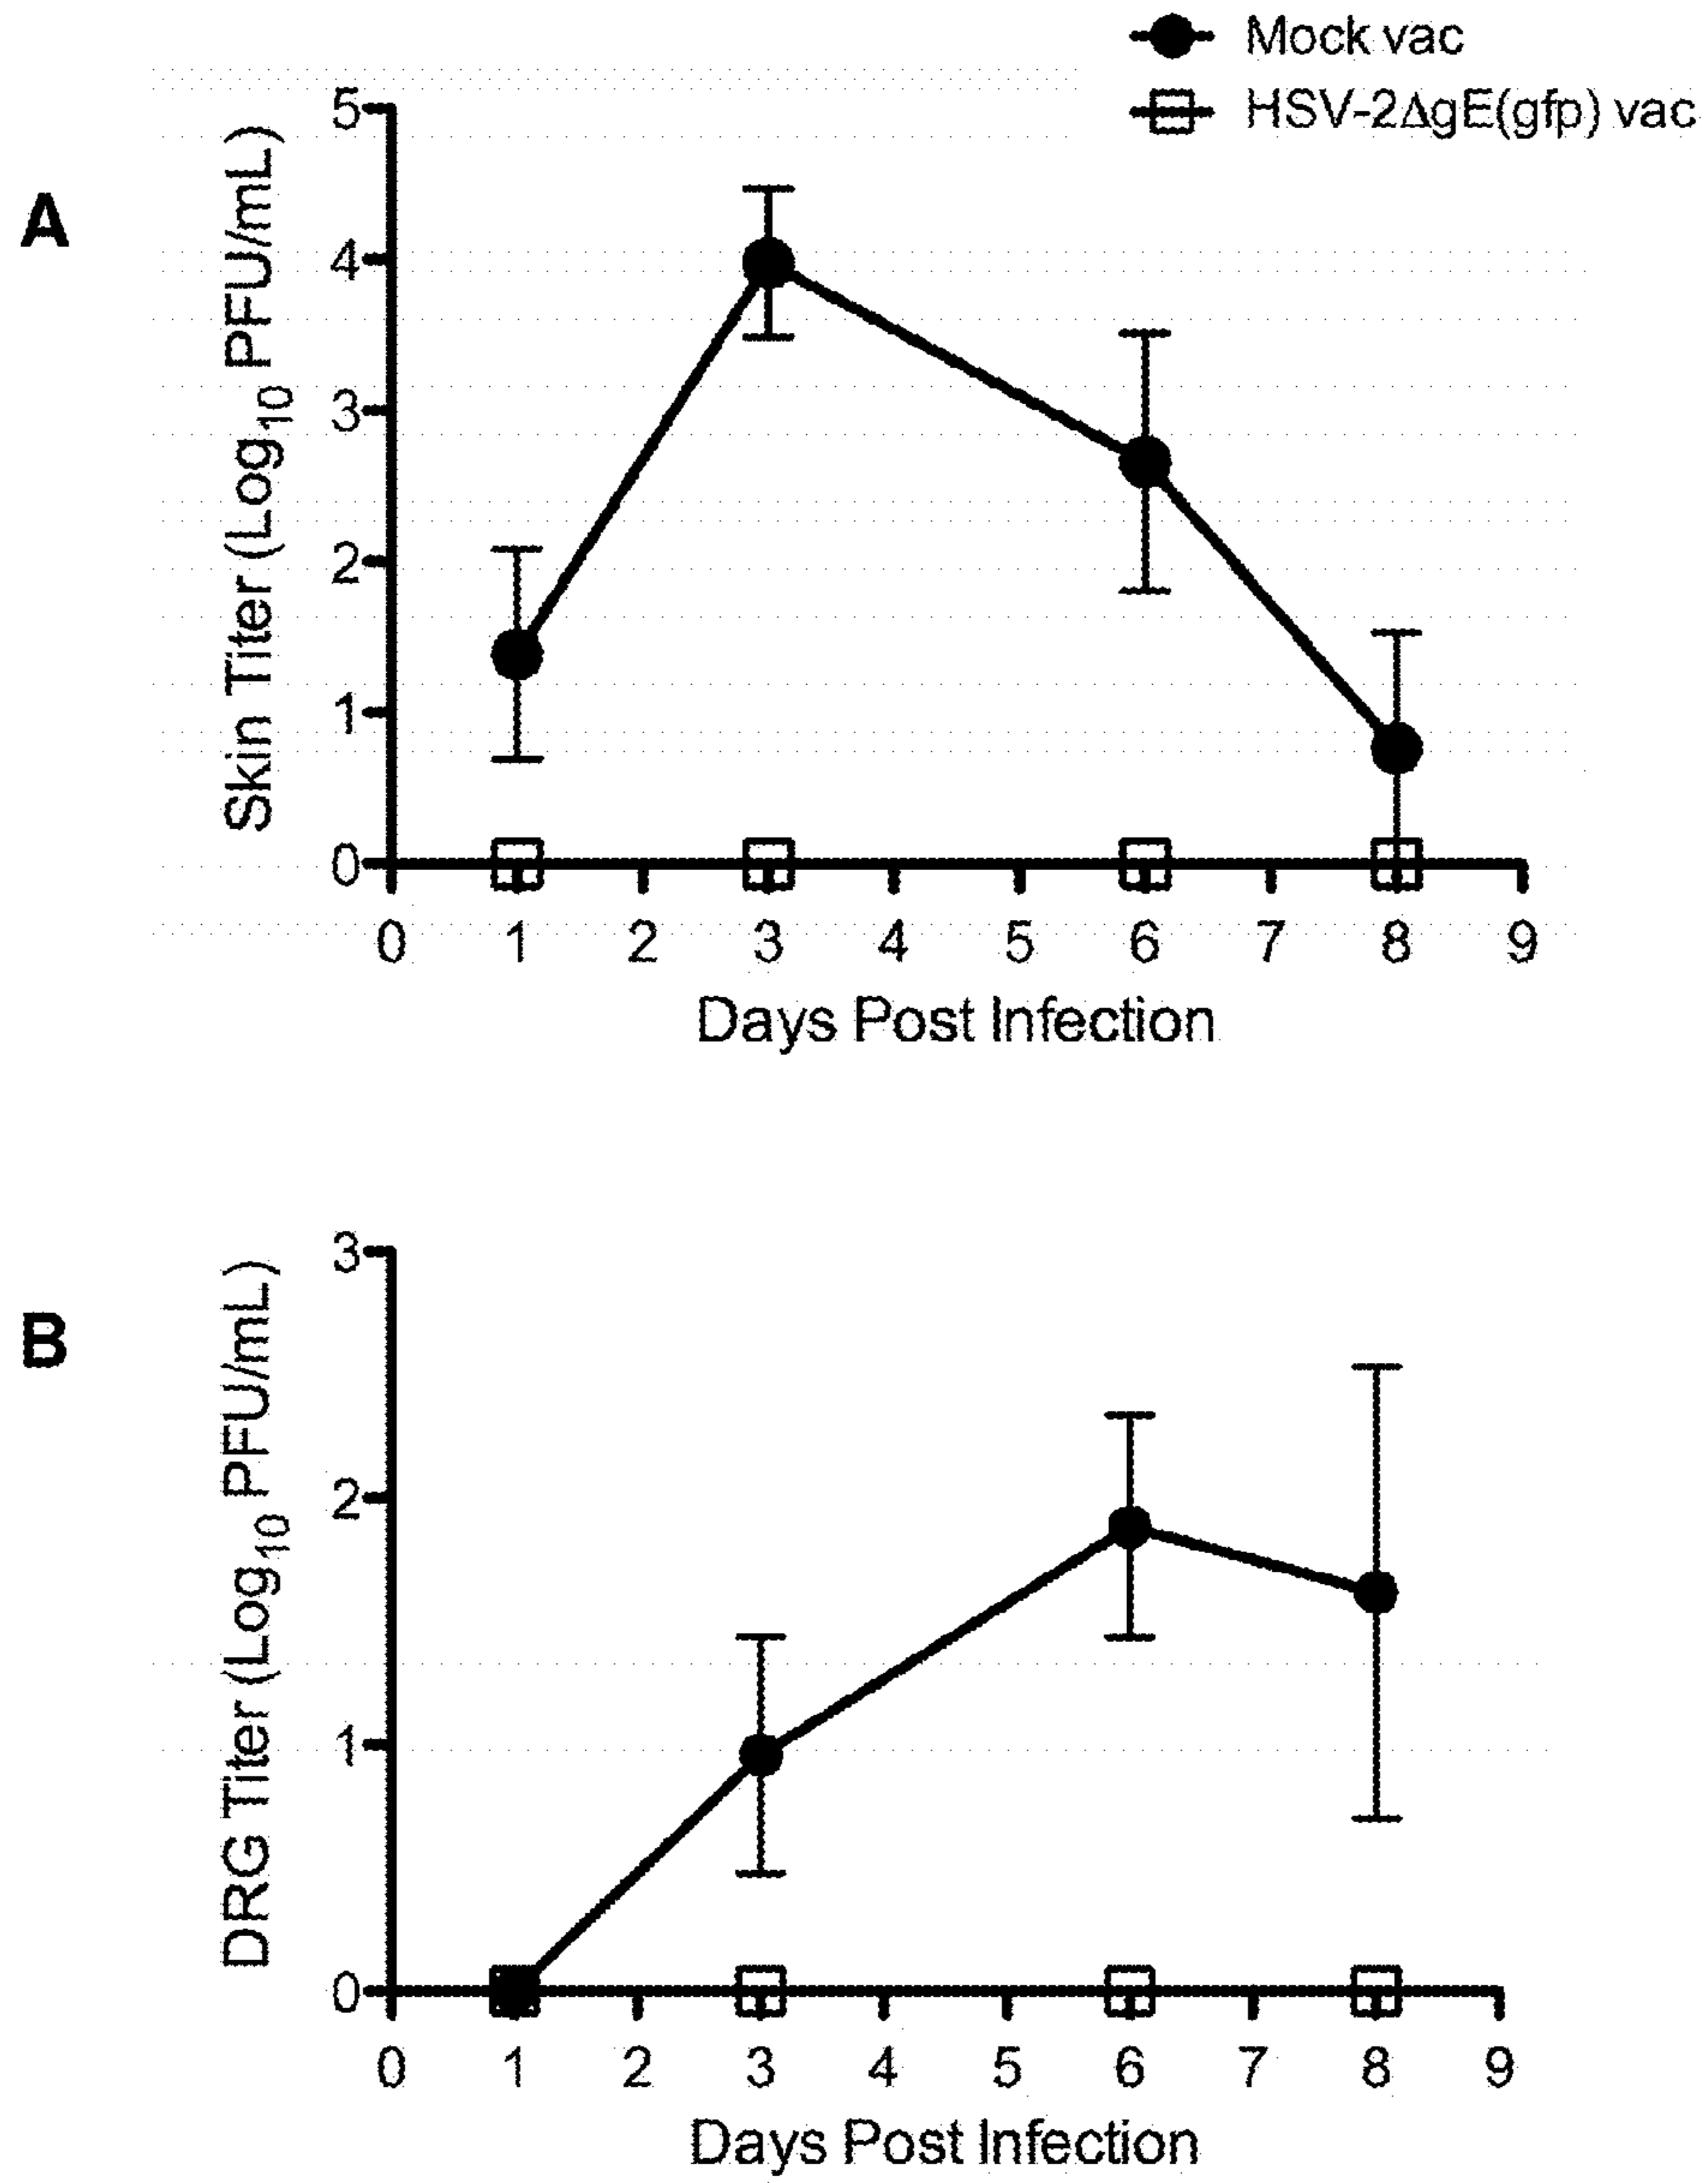 Mock vac
HSV-2ΔgE(gfp) vac
A
Skin Titer (Log10 PFU/mL)
5
4
3
2
1
0
0 1 2 3 4 5 6 7 8 9
Days Post Infection
B
DRG Titer (Log10 PFU/mL)
3
2
1
0
0 1 2 3 4 5 6 7 8 9
Days Post Infection